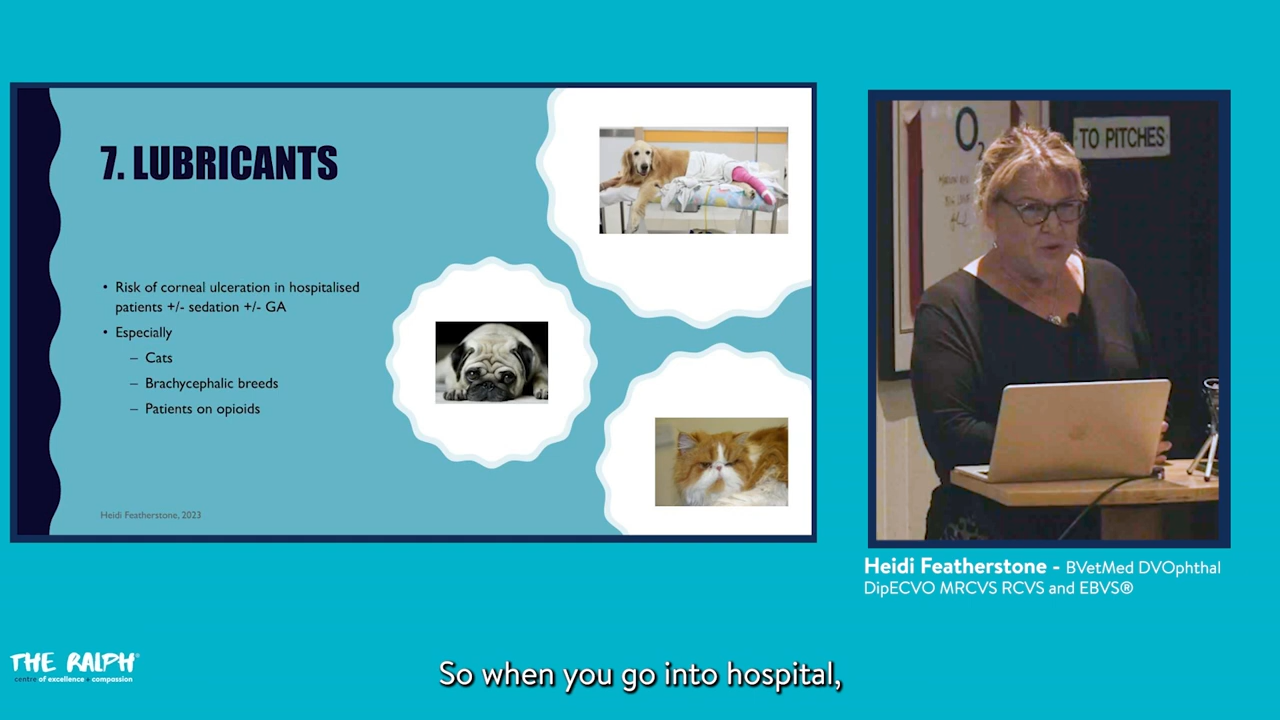 7. LUBRICANTS
• Risk of corneal ulceration in hospitalised
patients +/- sedation +/- GA
• Especially
– Cats
– Brachycephalic breeds
– Patients on opioids
Heidi Featherstone, 2023
O2
TO PITCHES
Heidi Featherstone - BVetMed DVOphthal
DipECVO MRCVS RCVS and EBVS®
THE RALPH®
centre of excellence + compassion
So when you go into hospital,